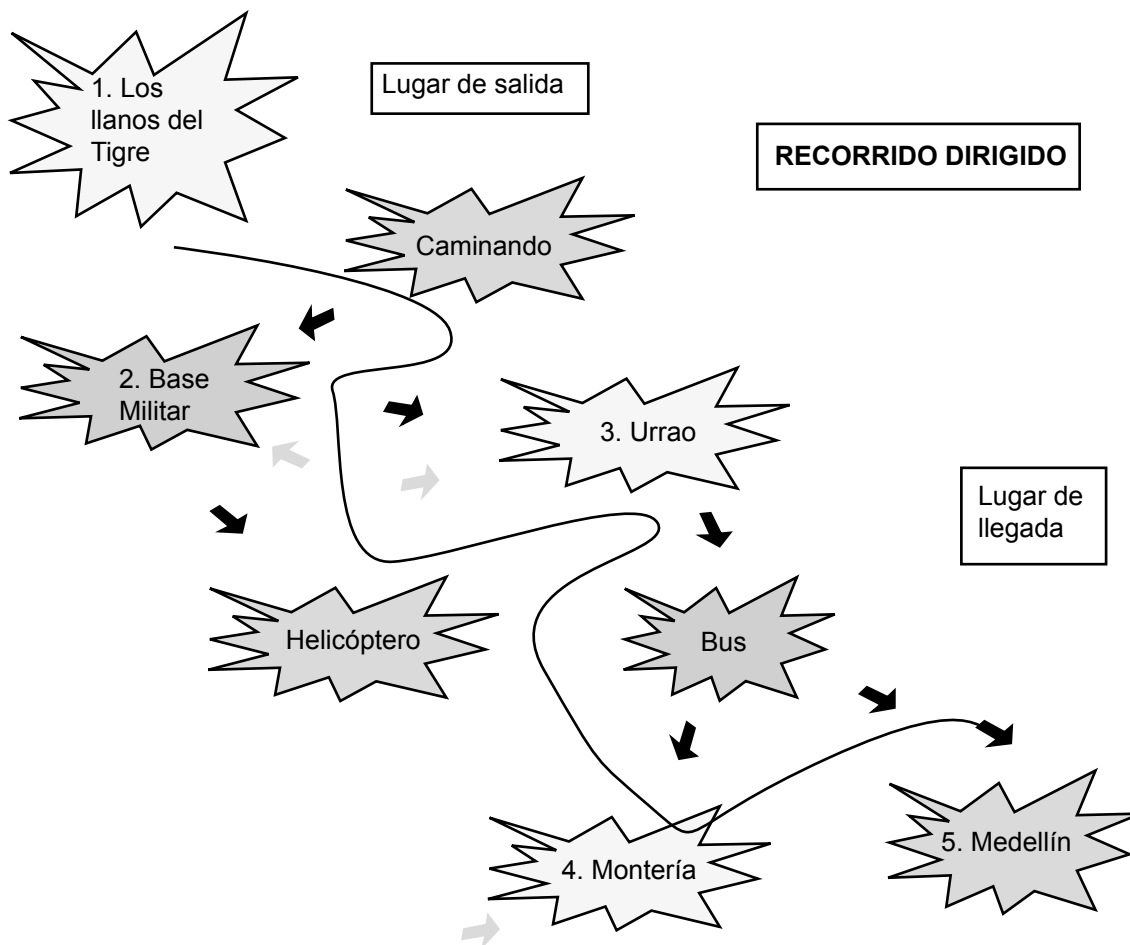 1. Los
llanos del
Tigre
Lugar de salida
RECORRIDO DIRIGIDO
Caminando
2. Base
Militar
3. Urrao
Lugar de
llegada
Helicóptero
Bus
4. Montería
5. Medellín